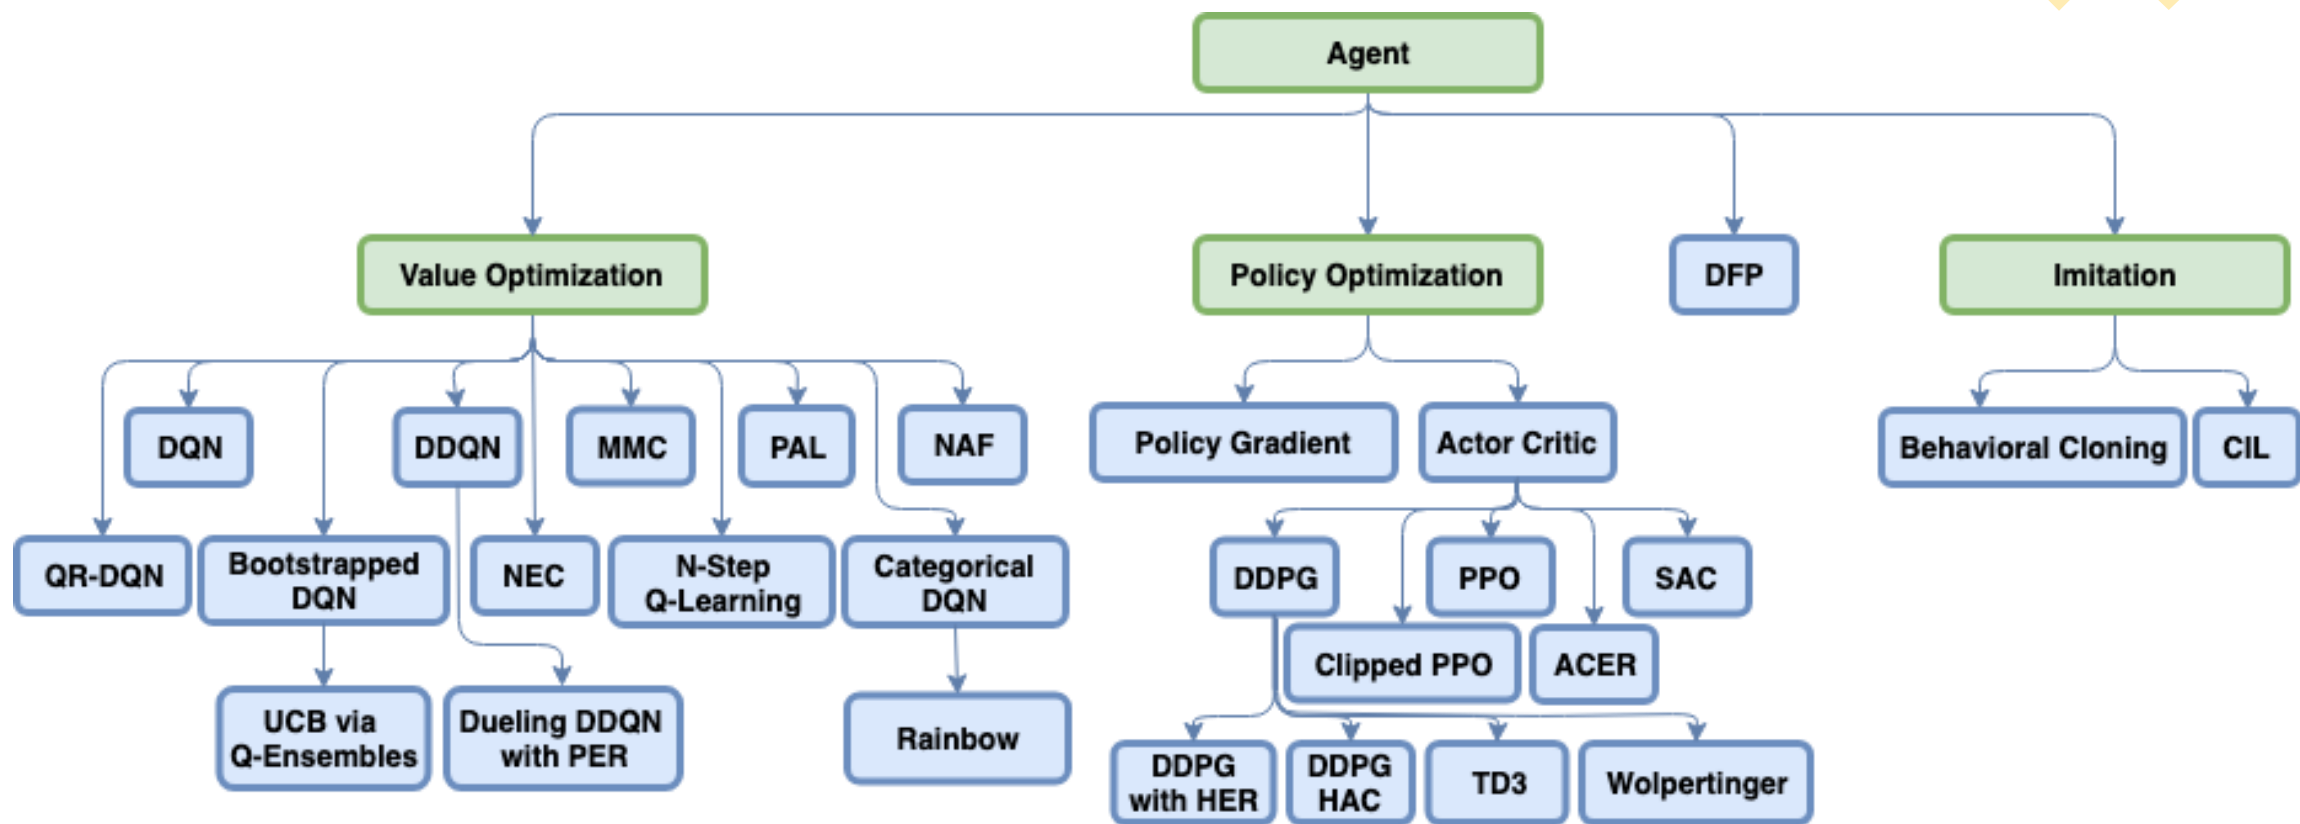 Agent
Value Optimization
Policy Optimization
DFP
Imitation
DQN
DDQN
MMC
PAL
NAF
Policy Gradient
Actor Critic
Behavioral Cloning
CIL
QR-DQN
Bootstrapped
DQN
NEC
N-Step
Q-Learning
Categorical
DQN
DDPG
PPO
SAC
Clipped PPO
ACER
UCB via
Q-Ensembles
Dueling DDQN
with PER
Rainbow
DDPG
with HER
DDPG
HAC
TD3
Wolpertinger